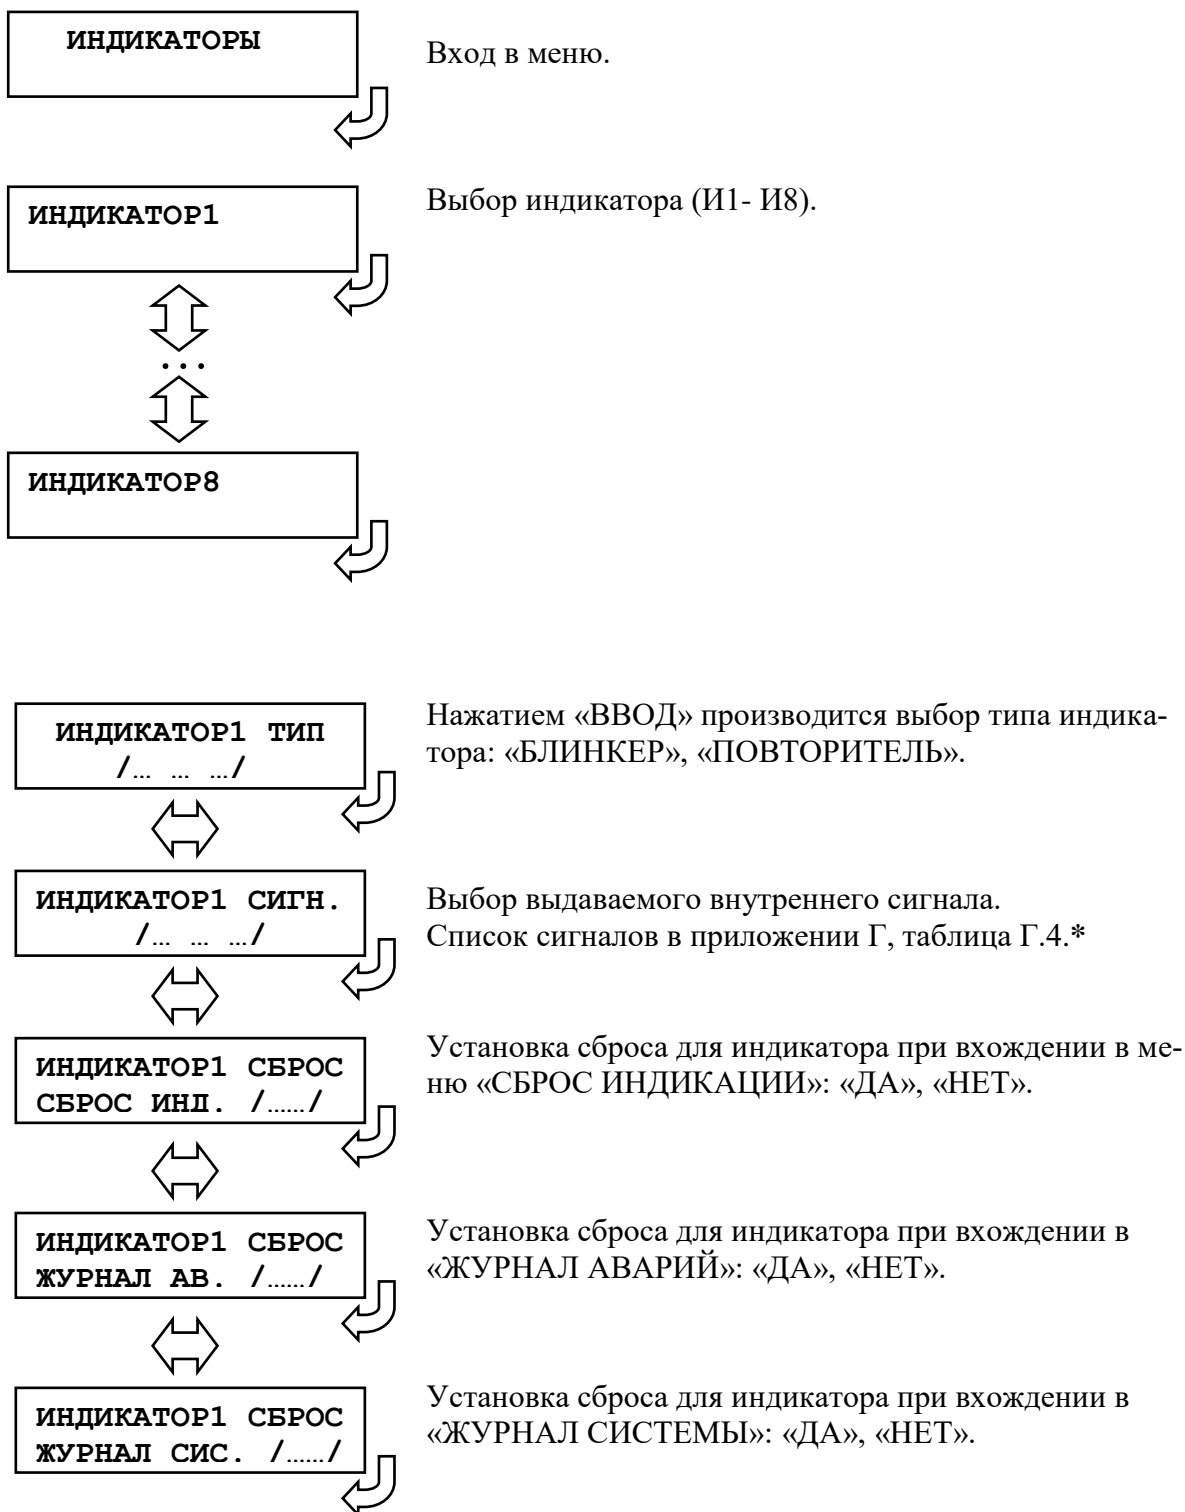 ИНДИКАТОРЫ
Вход в меню.
ИНДИКАТОР1
Выбор индикатора (И1- И8).
...
ИНДИКАТОР8
ИНДИКАТОР1 ТИП
/… … …/
Нажатием «ВВОД» производится выбор типа индика-
тора: «БЛИНКЕР», «ПОВТОРИТЕЛЬ».
ИНДИКАТОР1 СИГН.
/… … …/
Выбор выдаваемого внутреннего сигнала.
Список сигналов в приложении Г, таблица Г.4.*
ИНДИКАТОР1 СБРОС
СБРОС ИНД. /……/
Установка сброса для индикатора при вхождении в ме-
ню «СБРОС ИНДИКАЦИИ»: «ДА», «НЕТ».
ИНДИКАТОР1 СБРОС
ЖУРНАЛ АВ. /……/
Установка сброса для индикатора при вхождении в
«ЖУРНАЛ АВАРИЙ»: «ДА», «НЕТ».
ИНДИКАТОР1 СБРОС
ЖУРНАЛ СИС. /……/
Установка сброса для индикатора при вхождении в
«ЖУРНАЛ СИСТЕМЫ»: «ДА», «НЕТ».